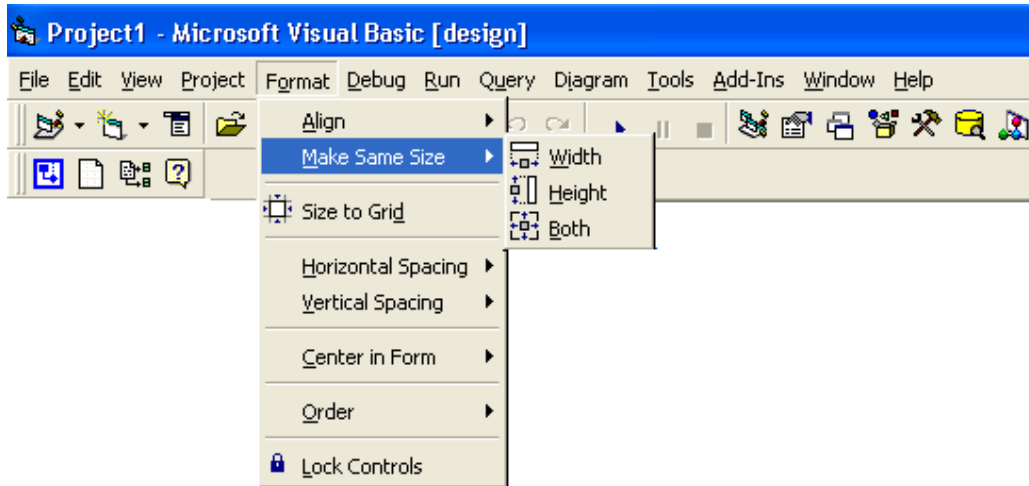 Project1 - Microsoft Visual Basic [design]
File Edit View Project Format Debug Run Query Diagram Tools Add-Ins Window Help
Align
Make Same Size
Width
Height
Both
Size to Grid
Horizontal Spacing
Vertical Spacing
Center in Form
Order
Lock Controls